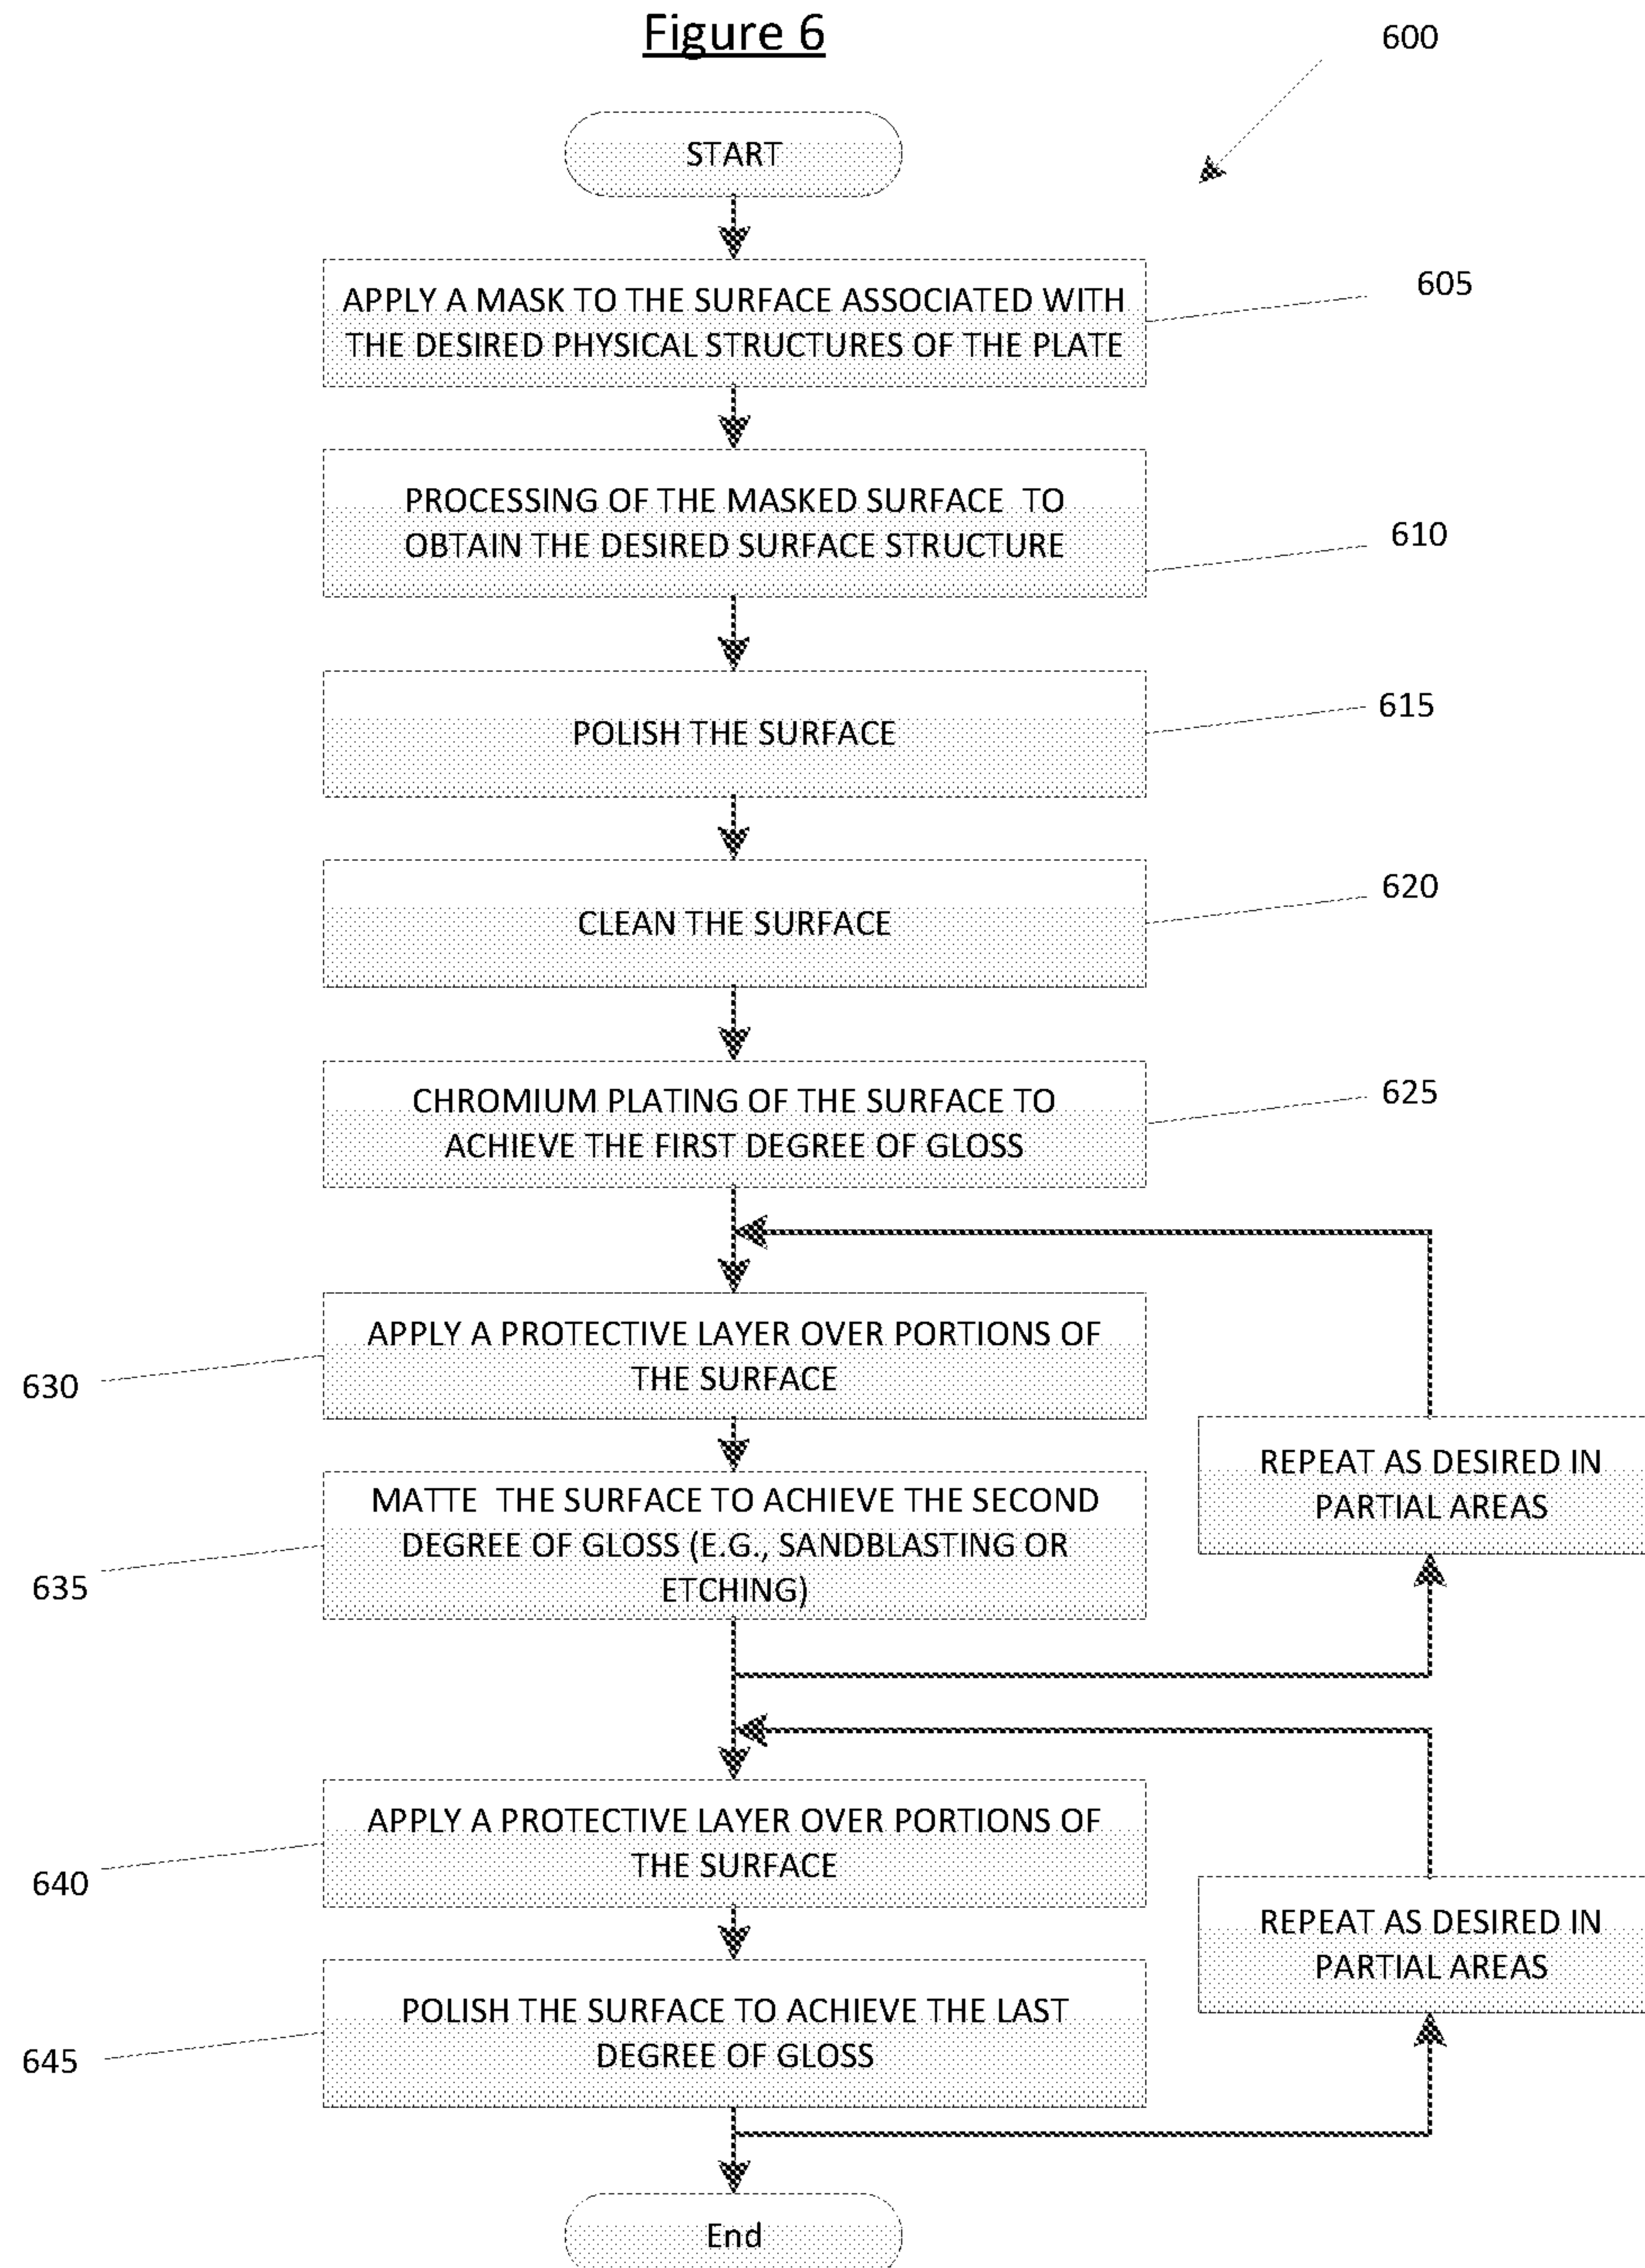 Figure 6
600
START
APPLY A MASK TO THE SURFACE ASSOCIATED WITH
THE DESIRED PHYSICAL STRUCTURES OF THE PLATE
605
PROCESSING OF THE MASKED SURFACE TO
OBTAIN THE DESIRED SURFACE STRUCTURE
610
POLISH THE SURFACE
615
CLEAN THE SURFACE
620
CHROMIUM PLATING OF THE SURFACE TO
ACHIEVE THE FIRST DEGREE OF GLOSS
625
APPLY A PROTECTIVE LAYER OVER PORTIONS OF
THE SURFACE
630
MATTE THE SURFACE TO ACHIEVE THE SECOND
DEGREE OF GLOSS (E.G., SANDBLASTING OR
ETCHING)
635
REPEAT AS DESIRED IN
PARTIAL AREAS
APPLY A PROTECTIVE LAYER OVER PORTIONS OF
THE SURFACE
640
REPEAT AS DESIRED IN
PARTIAL AREAS
POLISH THE SURFACE TO ACHIEVE THE LAST
DEGREE OF GLOSS
645
End